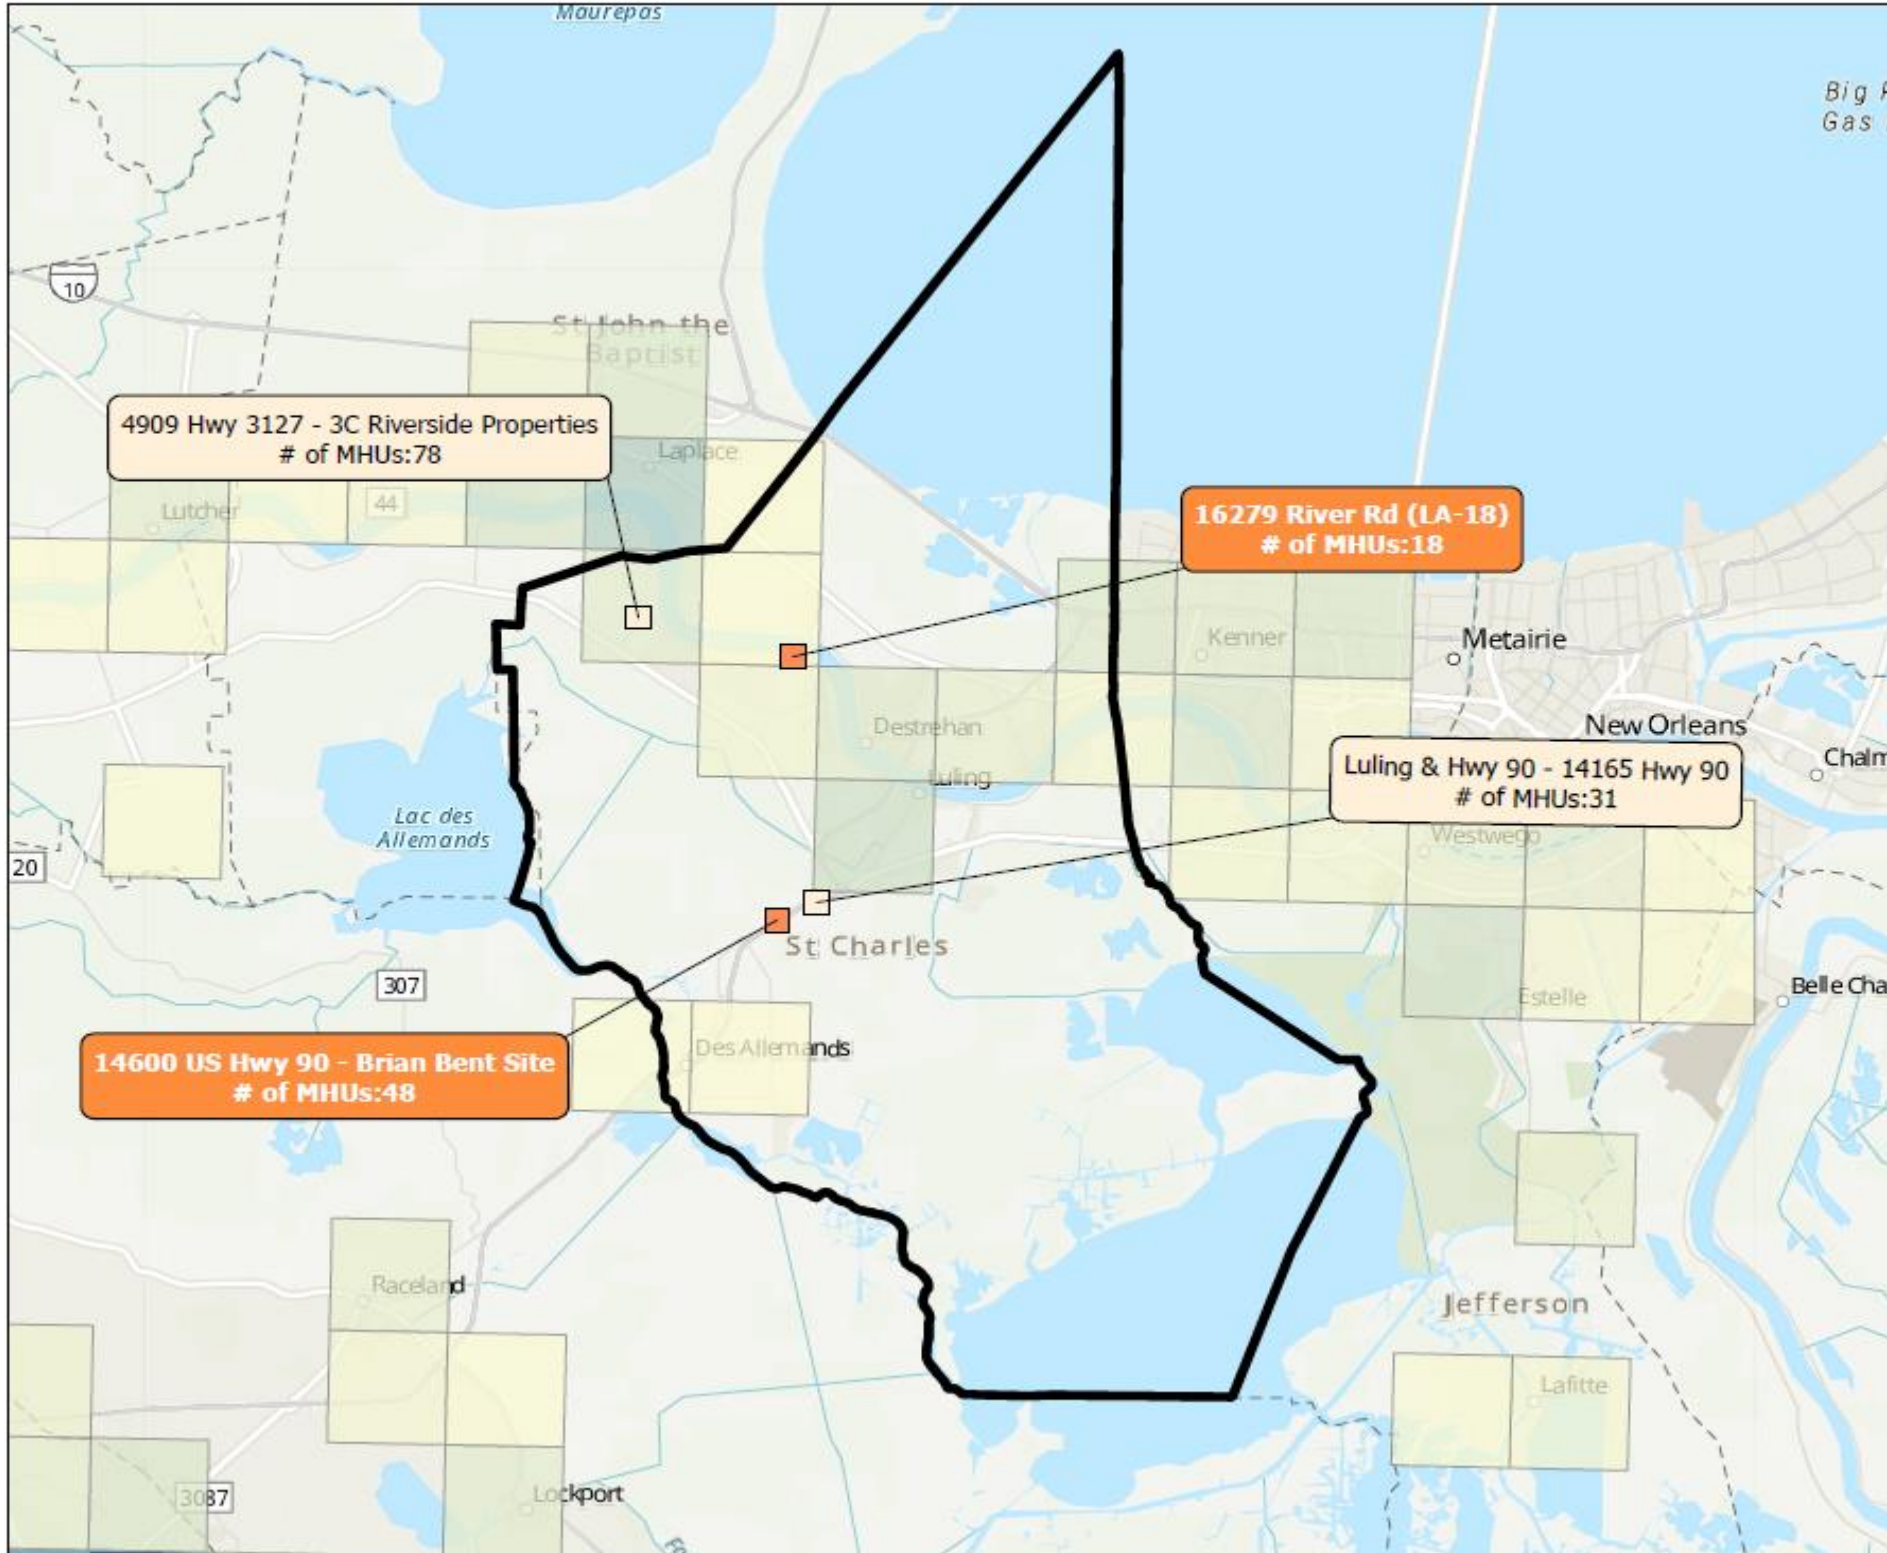 Maurepas
Big
Gas
10
St John the
Baptist
4909 Hwy 3127 - 3C Riverside Properties
# of MHUs:78
Laplace
Lutcher
44
16279 River Rd (LA-18)
# of MHUs:18
Kenner
Metairie
Destrehan
New Orleans
Luling
Luling & Hwy 90 - 14165 Hwy 90
# of MHUs:31
Chalm
Lac des
Allemands
Westwego
20
St Charles
307
Belle Cha
Estelle
14600 US Hwy 90 - Brian Bent Site
# of MHUs:48
Des Allemands
Raceland
Jefferson
Lafitte
3087
Lockport